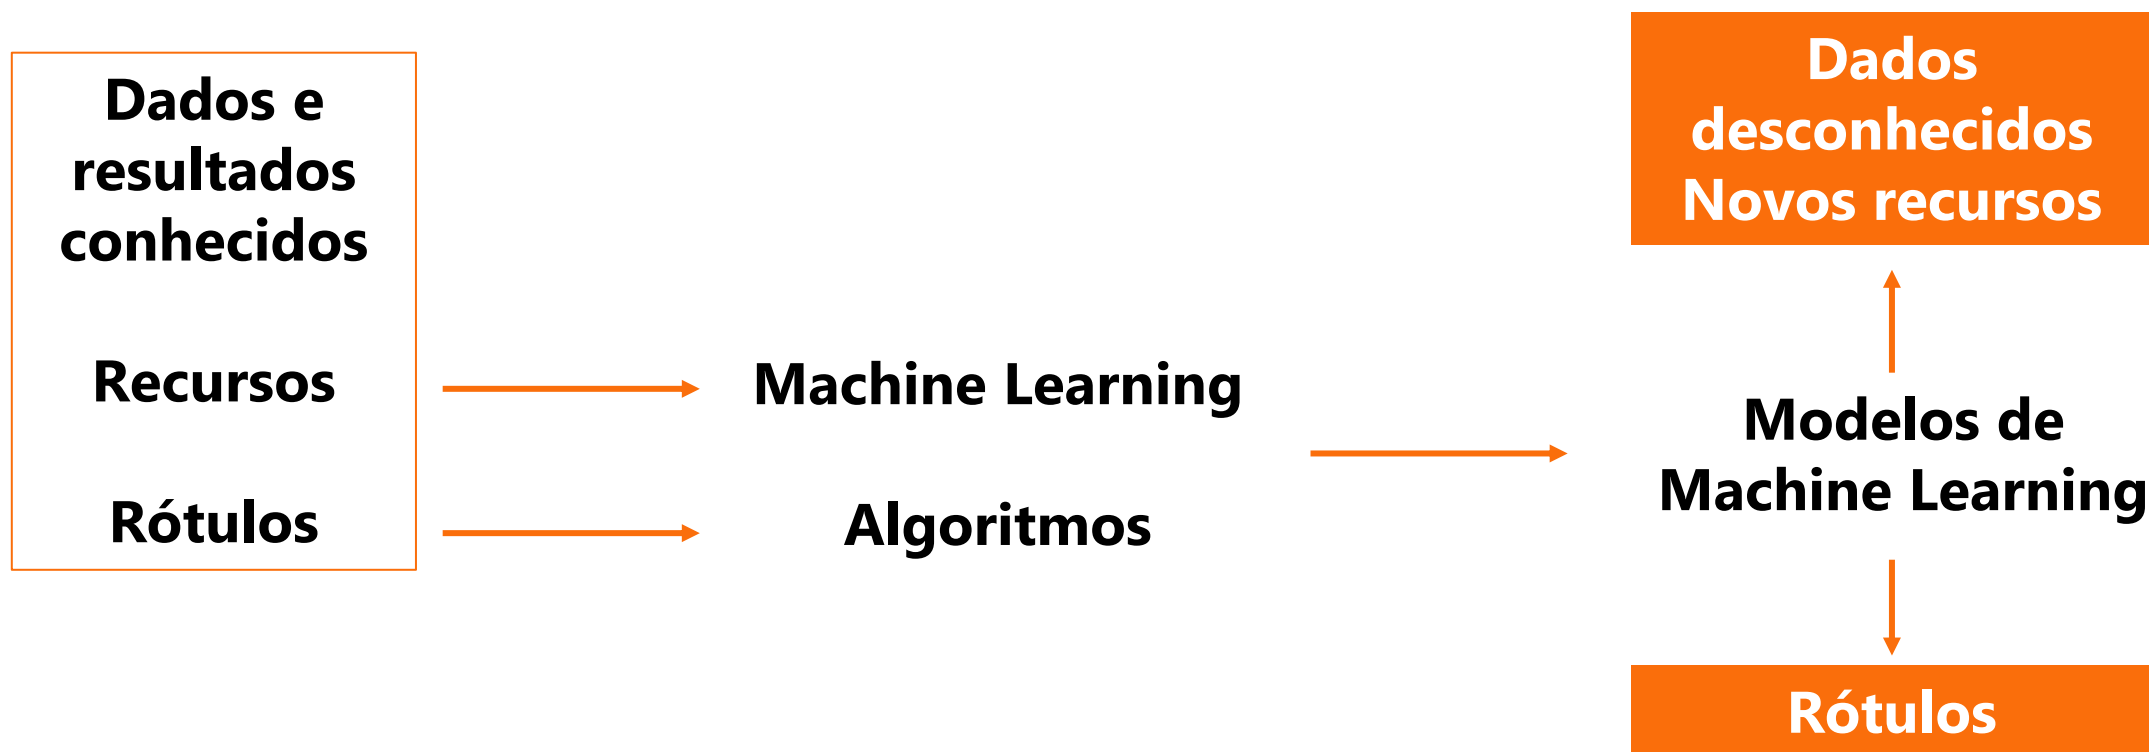 Dados e
resultados
conhecidos
Recursos
Rótulos
Machine Learning
Algoritmos
Dados
desconhecidos
Novos recursos
Modelos de
Machine Learning
Rótulos